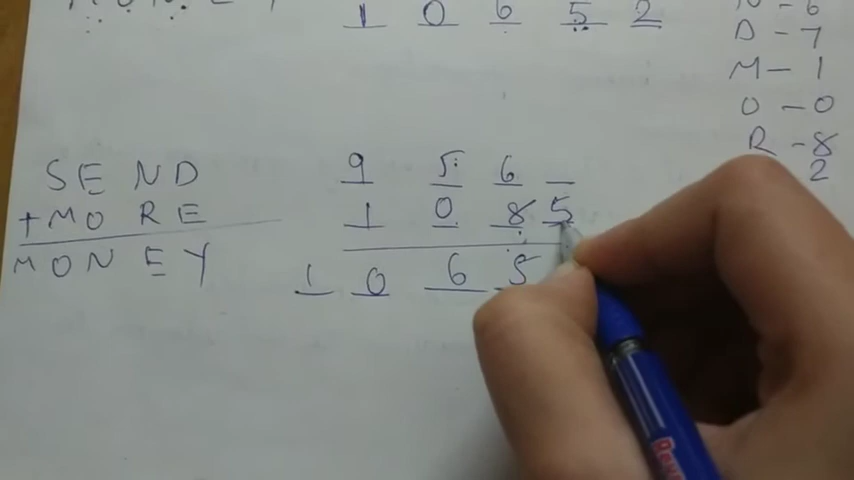 1 0 6 5 2
N - 6
D - 7
M - 1
O - 0
R - 8
2
SEND 9 5 6 _
+MORE 1 0 8 5
MONEY 1 0 6 5